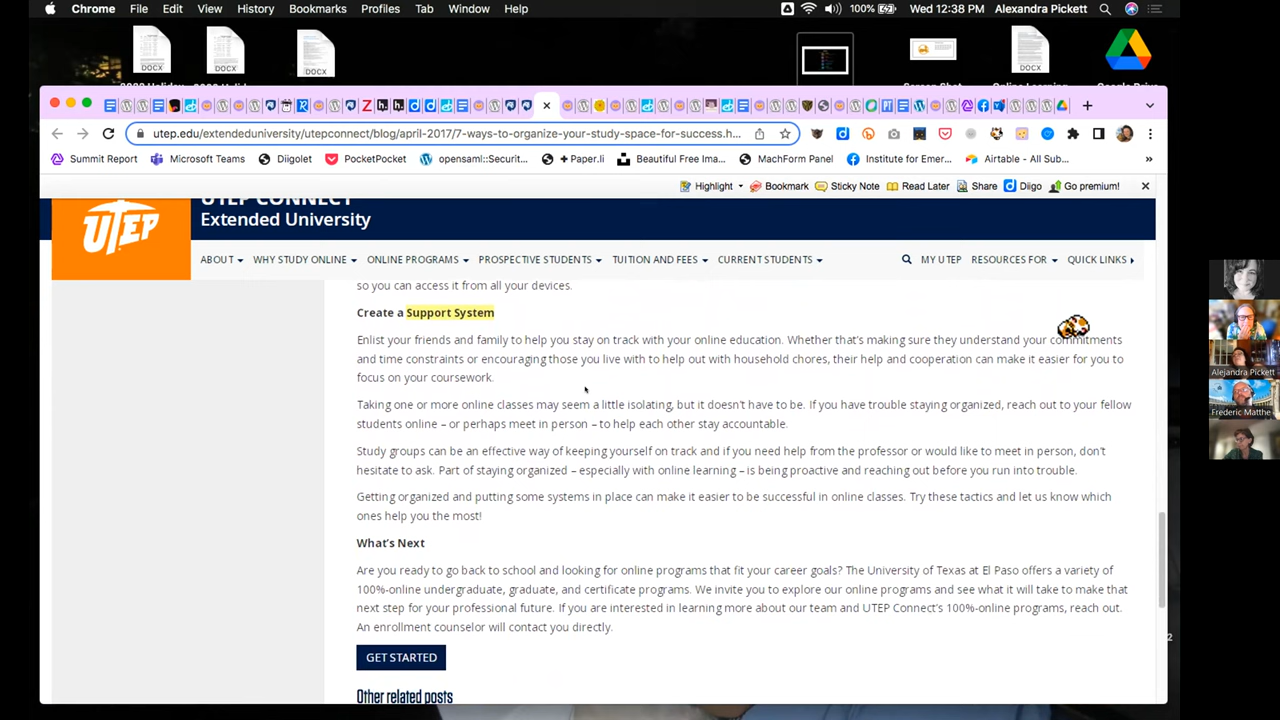 Chrome File Edit View History Bookmarks Profiles Tab Window Help 100% Wed 12:38 PM Alexandra Pickett
DOCX DOCX DOCX DOCX
utep.edu/extendeduniversity/utepconnect/blog/april-2017/7-ways-to-organize-your-study-space-for-success.h...
Summit Report Microsoft Teams Diigolet PocketPocket opensaml::Securit... + Paper.li Beautiful Free Ima... MachForm Panel Institute for Emer... Airtable - All Sub... »
Highlight Bookmark Sticky Note Read Later Share Diigo Go premium!
UTEP
UTEP CONNECT
Extended University
ABOUT WHY STUDY ONLINE ONLINE PROGRAMS PROSPECTIVE STUDENTS TUITION AND FEES CURRENT STUDENTS MY UTEP RESOURCES FOR QUICK LINKS
so you can access it from all your devices.
Create a Support System
Enlist your friends and family to help you stay on track with your online education. Whether that's making sure they understand your commitments
and time constraints or encouraging those you live with to help out with household chores, their help and cooperation can make it easier for you to
focus on your coursework.
Taking one or more online classes may seem a little isolating, but it doesn't have to be. If you have trouble staying organized, reach out to your fellow
students online – or perhaps meet in person – to help each other stay accountable.
Study groups can be an effective way of keeping yourself on track and if you need help from the professor or would like to meet in person, don't
hesitate to ask. Part of staying organized – especially with online learning – is being proactive and reaching out before you run into trouble.
Getting organized and putting some systems in place can make it easier to be successful in online classes. Try these tactics and let us know which
ones help you the most!
What's Next
Are you ready to go back to school and looking for online programs that fit your career goals? The University of Texas at El Paso offers a variety of
100%-online undergraduate, graduate, and certificate programs. We invite you to explore our online programs and see what it will take to make that
next step for your professional future. If you are interested in learning more about our team and UTEP Connect's 100%-online programs, reach out.
An enrollment counselor will contact you directly.
GET STARTED
Other related posts
Alejandra Pickett
Frederic Matthe